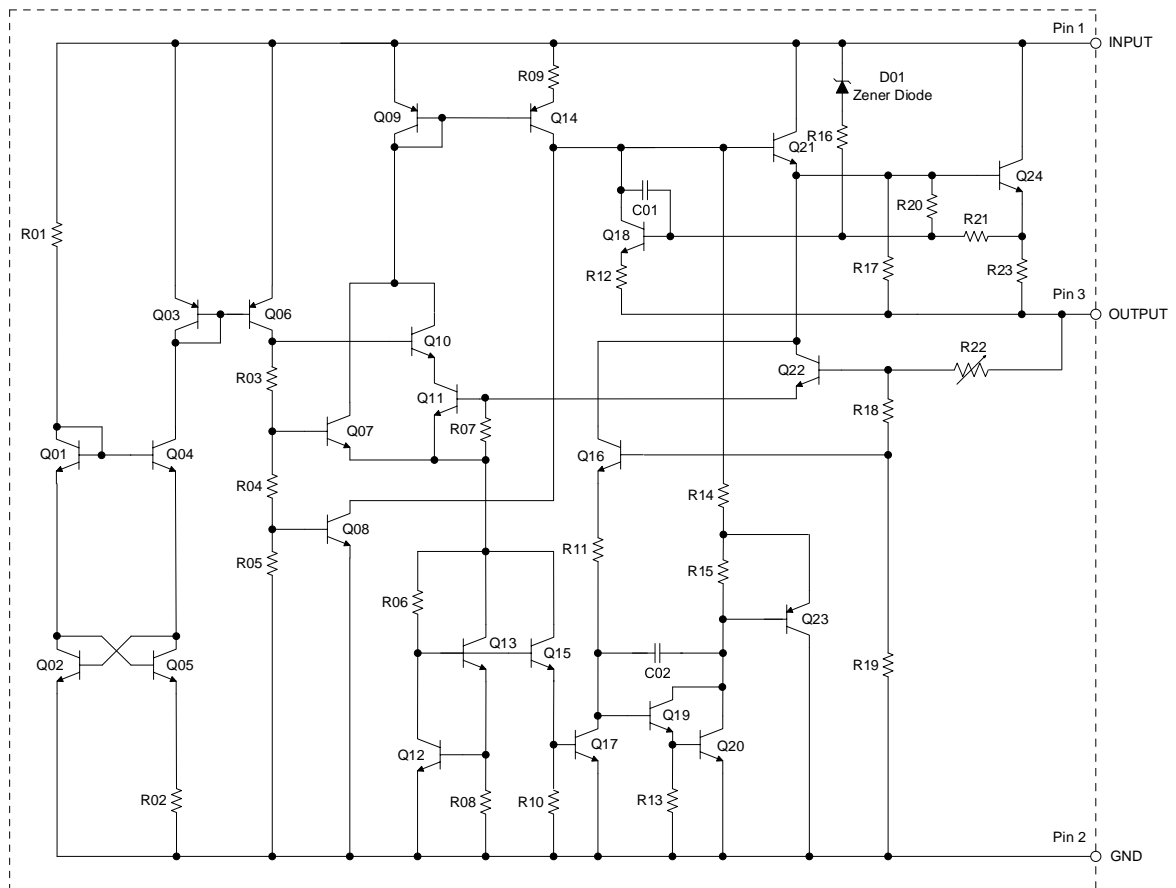 Pin 1
INPUT
R09
D01
Zener Diode
Q09
Q14
R16
Q21
Q24
C01
R20
R21
R01
Q18
R12
R17
R23
Pin 3
OUTPUT
Q03
Q06
Q10
R22
Q22
R03
Q11
R18
R07
Q07
Q01
Q04
Q16
R04
R14
Q08
R11
R05
R15
R06
Q23
Q13
Q02
Q05
Q15
R19
C02
Q19
Q12
Q17
Q20
R02
R08
R10
R13
Pin 2
GND